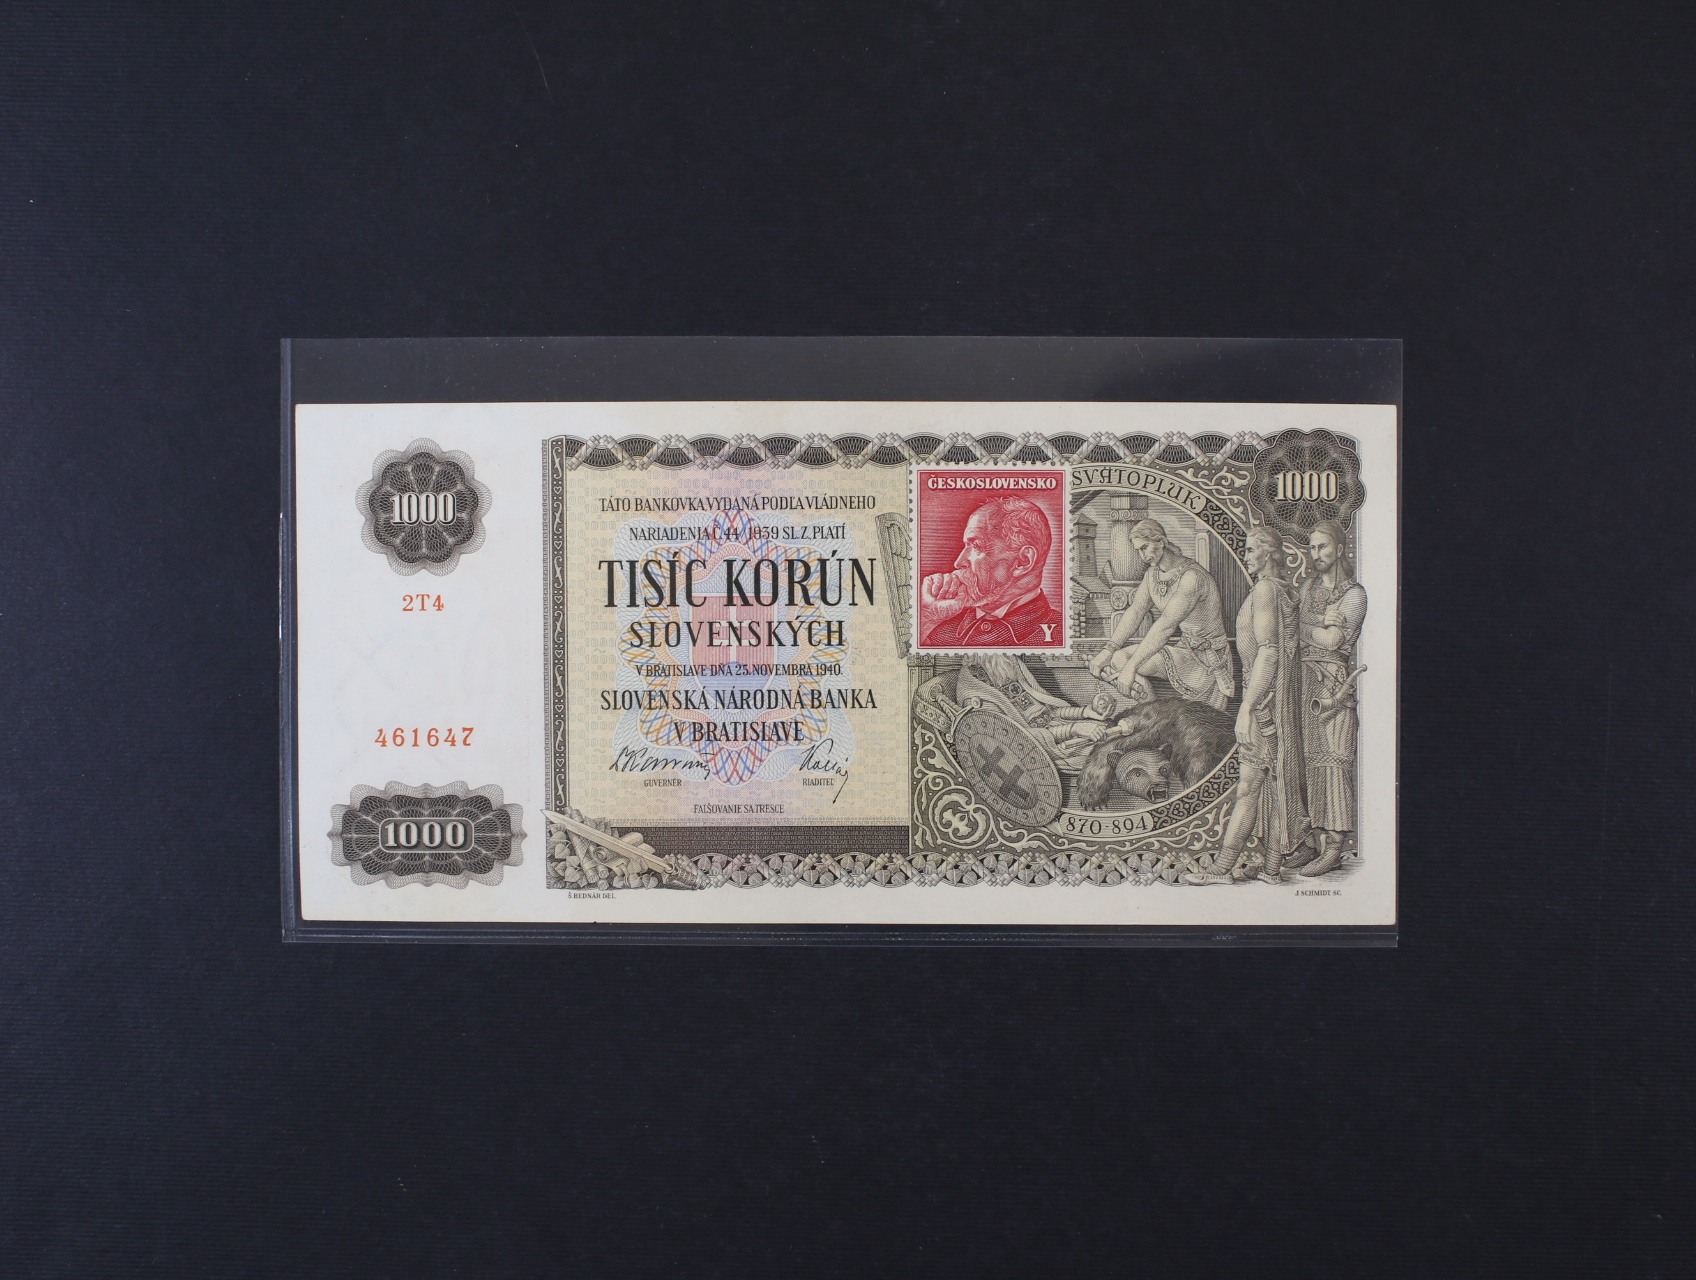 1000
2T4
461647
1000
TÁTO BANKOVKA VYDANÁ PODĽA VLÁDNEHO
NARIADENIA Č. 44/1939 SL. Z. PLATÍ
TISÍC KORÚN
SLOVENSKÝCH
V BRATISLAVE DŇA 25. NOVEMBRA 1940.
SLOVENSKÁ NÁRODNÁ BANKA
V BRATISLAVE
GUVERNÉR RIADITEĽ
FALŠOVANIE SA TRESCE
Š. BEDNÁR DEL.
ČESKOSLOVENSKO
Y
SVÄTOPLUK
1000
870-894
J. SCHMIDT SC.